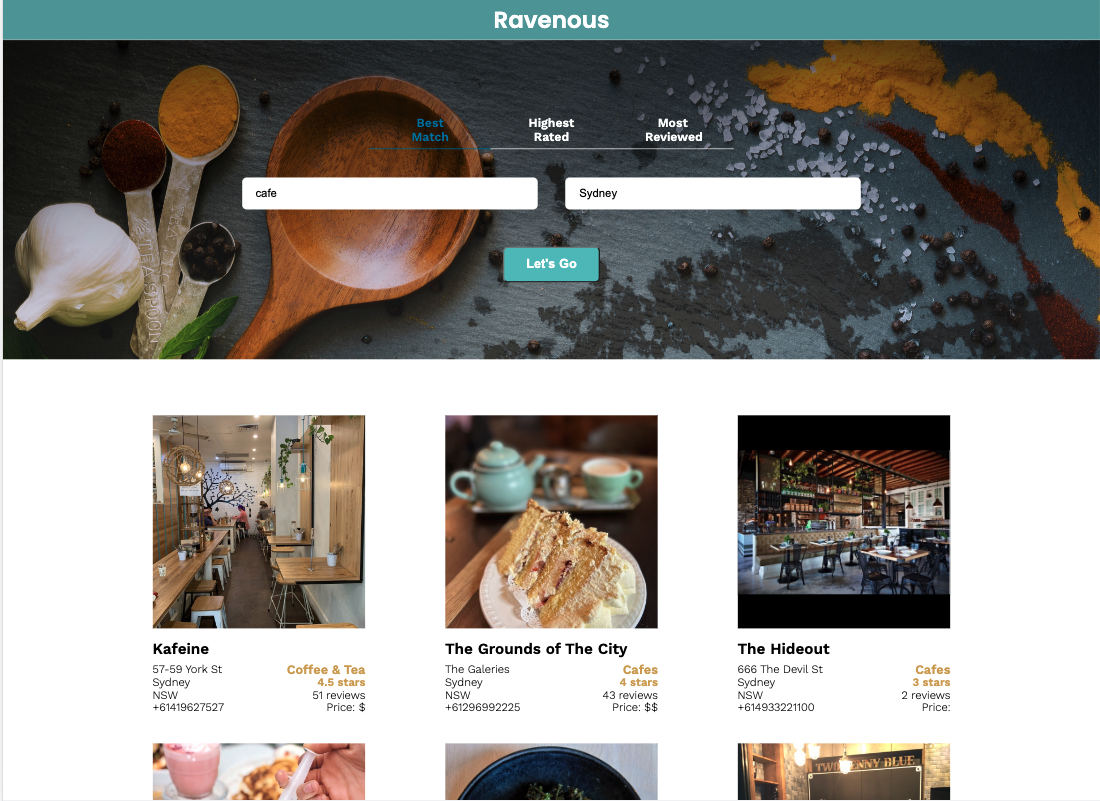 Ravenous
Best
Match
Highest
Rated
Most
Reviewed
cafe
Sydney
Let's Go
TEASPOON
Kafeine
57-59 York St
Coffee & Tea
Sydney
4.5 stars
NSW
51 reviews
+61419627527
Price: $
The Grounds of The City
The Galeries
Cafes
Sydney
4 stars
NSW
43 reviews
+61296992225
Price: $$
The Hideout
666 The Devil St
Cafes
Sydney
3 stars
NSW
2 reviews
+614933221100
Price:
TWO PENNY BLUE